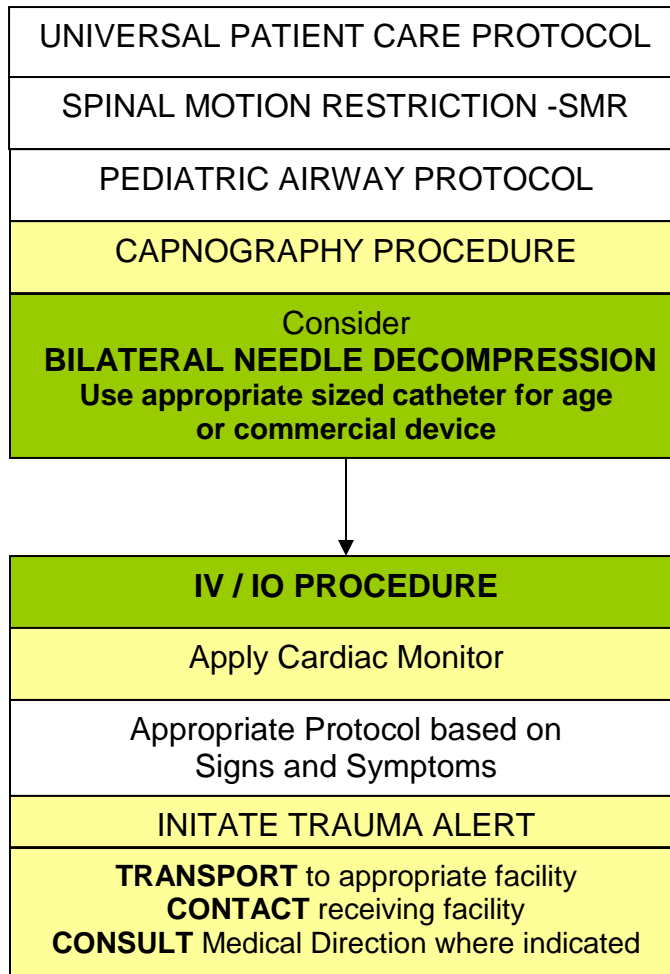 UNIVERSAL PATIENT CARE PROTOCOL
SPINAL MOTION RESTRICTION -SMR
PEDIATRIC AIRWAY PROTOCOL
CAPNOGRAPHY PROCEDURE
Consider
BILATERAL NEEDLE DECOMPRESSION
Use appropriate sized catheter for age
or commercial device
IV / IO PROCEDURE
Apply Cardiac Monitor
Appropriate Protocol based on
Signs and Symptoms
INITATE TRAUMA ALERT
TRANSPORT to appropriate facility
CONTACT receiving facility
CONSULT Medical Direction where indicated